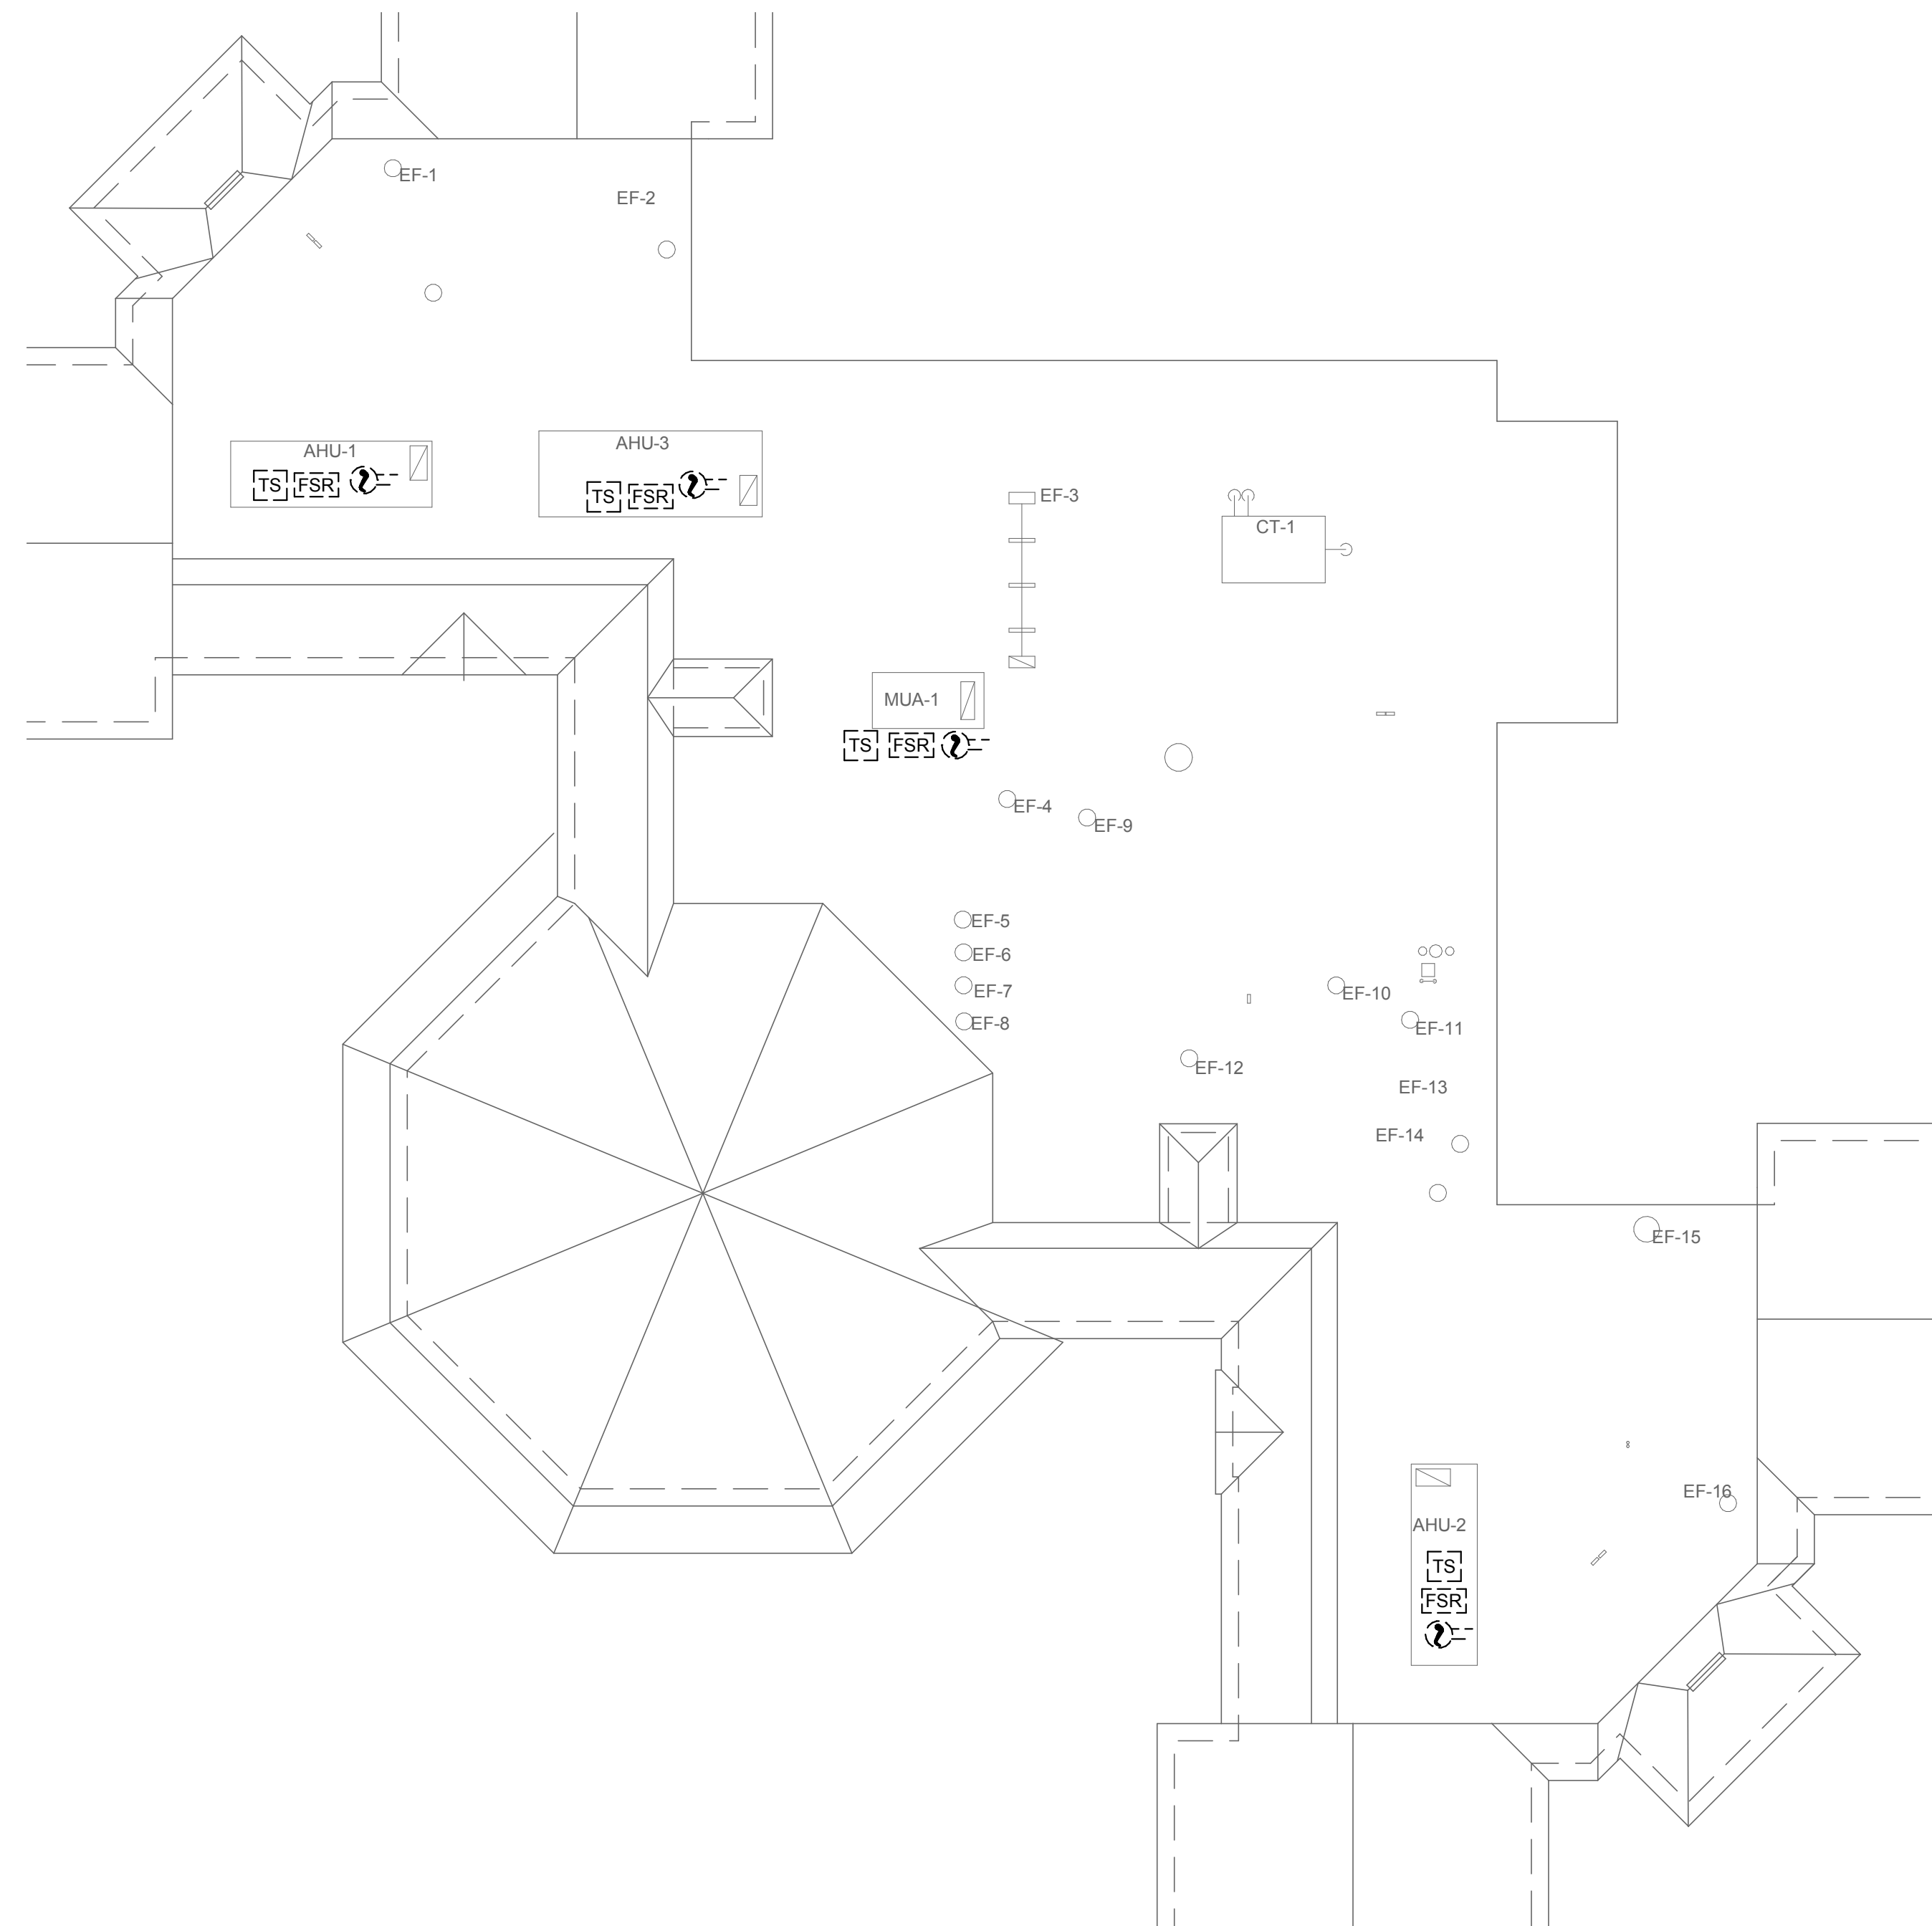 EF-1
EF-2
AHU-1
TS FSR
AHU-3
TS FSR
EF-3
CT-1
MUA-1
TS FSR
EF-4
EF-9
EF-5
EF-6
EF-7
EF-8
EF-10
EF-11
EF-12
EF-13
EF-14
EF-15
EF-16
AHU-2
TS
FSR